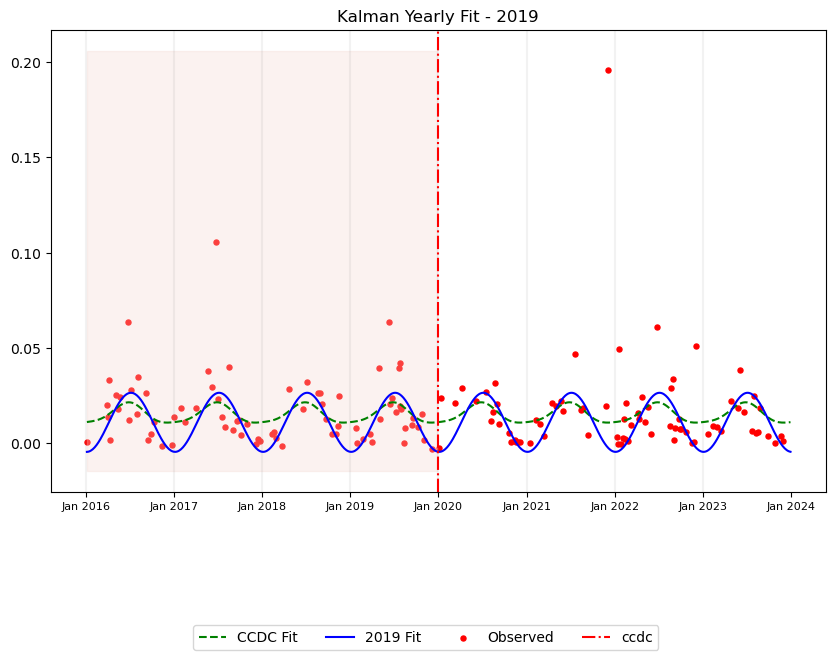 Kalman Yearly Fit - 2019
0.20
0.15
0.10
0.05
0.00
Jan 2016 Jan 2017 Jan 2018 Jan 2019 Jan 2020 Jan 2021 Jan 2022 Jan 2023 Jan 2024
CCDC Fit 2019 Fit Observed ccdc